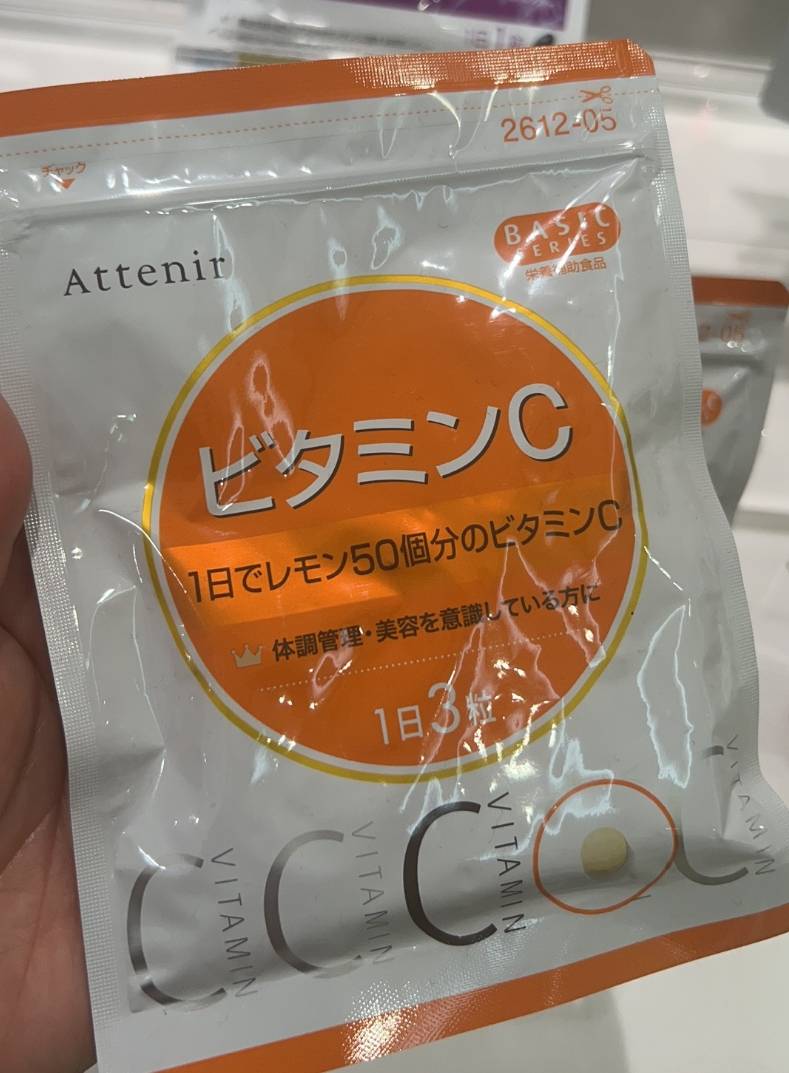 2612-05
チャック
Attenir
BASIC
SERIES
栄養補助食品
ビタミンC
1日でレモン50個分のビタミンC
体調管理・美容を意識している方に
1日3粒
C VITAMIN
C VITAMIN
C VITAMIN
C VITAMIN
2-05